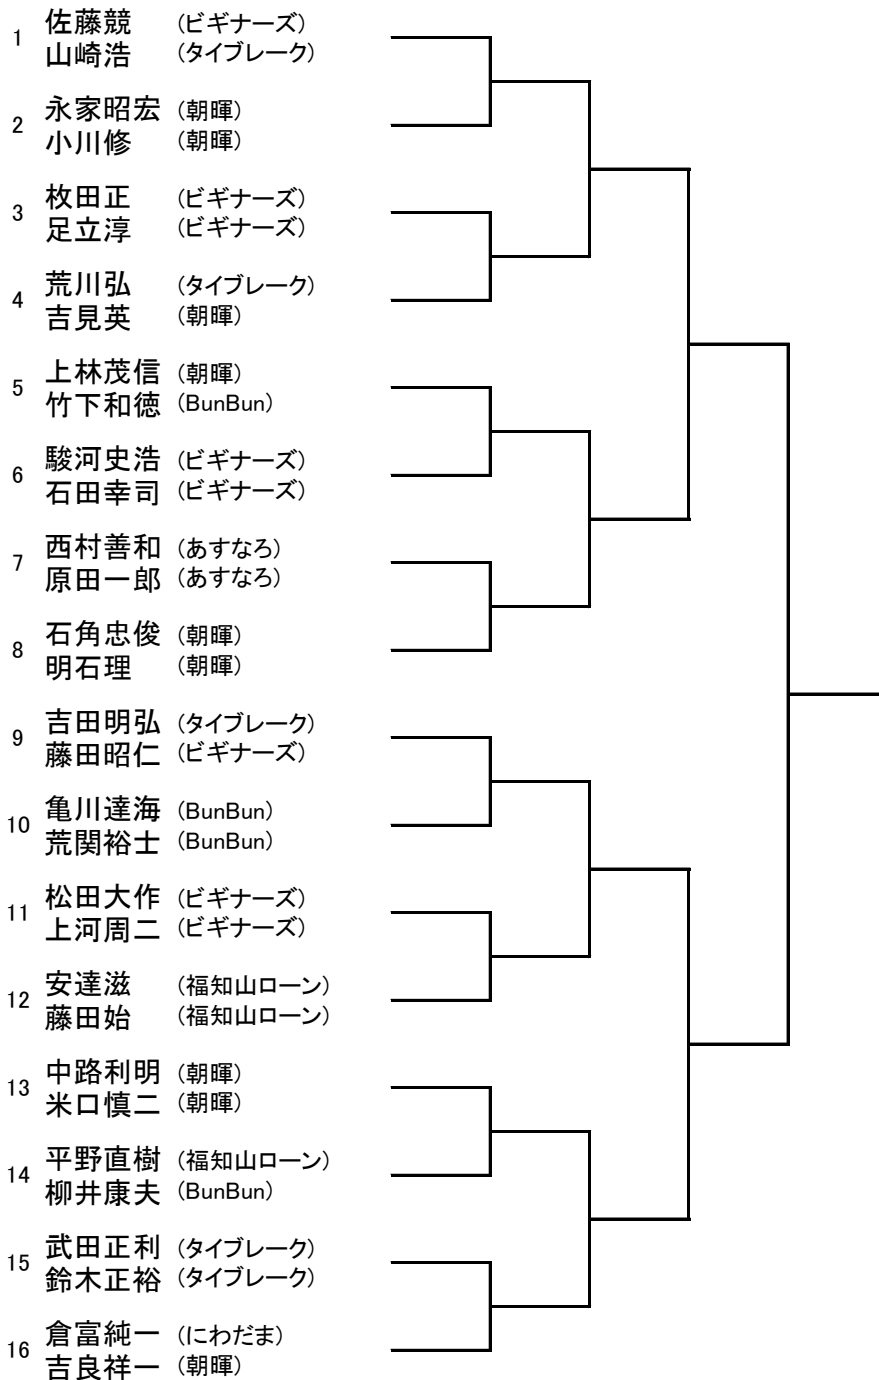 1 佐藤競 (ビギナーズ)
山崎浩 (タイブレーク)
2 永家昭宏 (朝暉)
小川修 (朝暉)
3 枚田正 (ビギナーズ)
足立淳 (ビギナーズ)
4 荒川弘 (タイブレーク)
吉見英 (朝暉)
5 上林茂信 (朝暉)
竹下和徳 (BunBun)
6 駿河史浩 (ビギナーズ)
石田幸司 (ビギナーズ)
7 西村善和 (あすなろ)
原田一郎 (あすなろ)
8 石角忠俊 (朝暉)
明石理 (朝暉)
9 吉田明弘 (タイブレーク)
藤田昭仁 (ビギナーズ)
10 亀川達海 (BunBun)
荒関裕士 (BunBun)
11 松田大作 (ビギナーズ)
上河周二 (ビギナーズ)
12 安達滋 (福知山ローン)
藤田始 (福知山ローン)
13 中路利明 (朝暉)
米口慎二 (朝暉)
14 平野直樹 (福知山ローン)
柳井康夫 (BunBun)
15 武田正利 (タイブレーク)
鈴木正裕 (タイブレーク)
16 倉富純一 (にわだま)
吉良祥一 (朝暉)